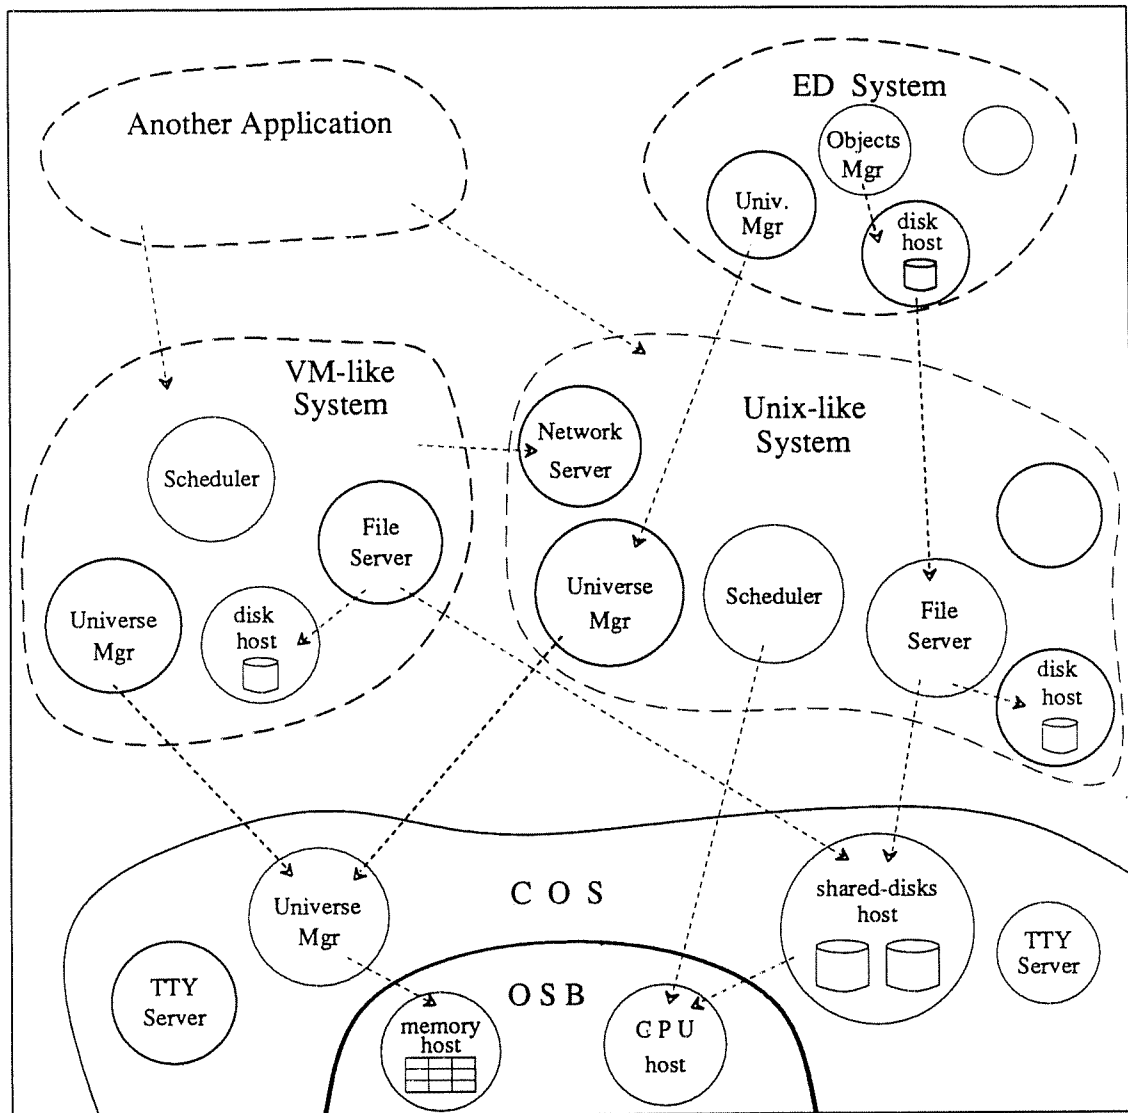 Another Application
ED System
Objects
Mgr
Univ.
Mgr
disk
host
VM-like
System
Unix-like
System
Network
Server
Scheduler
File
Server
Universe
Mgr
disk
host
Universe
Mgr
Scheduler
File
Server
disk
host
C O S
Universe
Mgr
shared-disks
host
TTY
Server
TTY
Server
O S B
memory
host
C P U
host